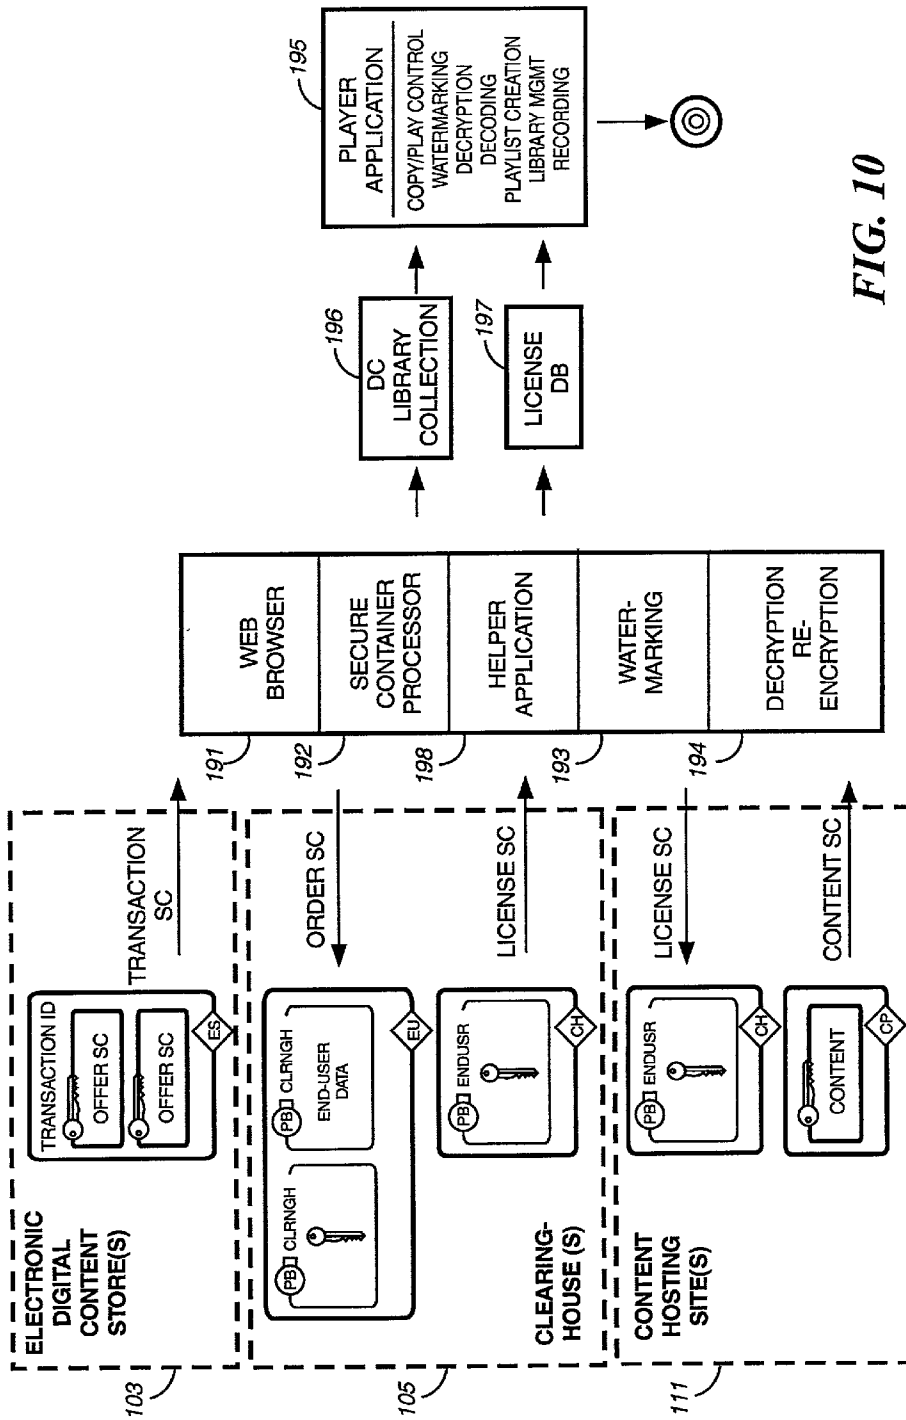 ELECTRONIC
DIGITAL
CONTENT
STORE(S)
103
TRANSACTION ID
OFFER SC
OFFER SC
ES
TRANSACTION
SC
CLEARING-
HOUSE (S)
105
PB CLRNGH
PB CLRNGH
END-USER
DATA
EU
ORDER SC
PB ENDUSR
CH
LICENSE SC
CONTENT
HOSTING
SITE(S)
111
PB ENDUSR
CH
LICENSE SC
CONTENT
CP
CONTENT SC
191
WEB
BROWSER
192
SECURE
CONTAINER
PROCESSOR
198
HELPER
APPLICATION
193
WATER-
MARKING
194
DECRYPTION
RE-
ENCRYPTION
196
DC
LIBRARY
COLLECTION
197
LICENSE
DB
195
PLAYER
APPLICATION
COPY/PLAY CONTROL
WATERMARKING
DECRYPTION
DECODING
PLAYLIST CREATION
LIBRARY MGMT
RECORDING
FIG. 10